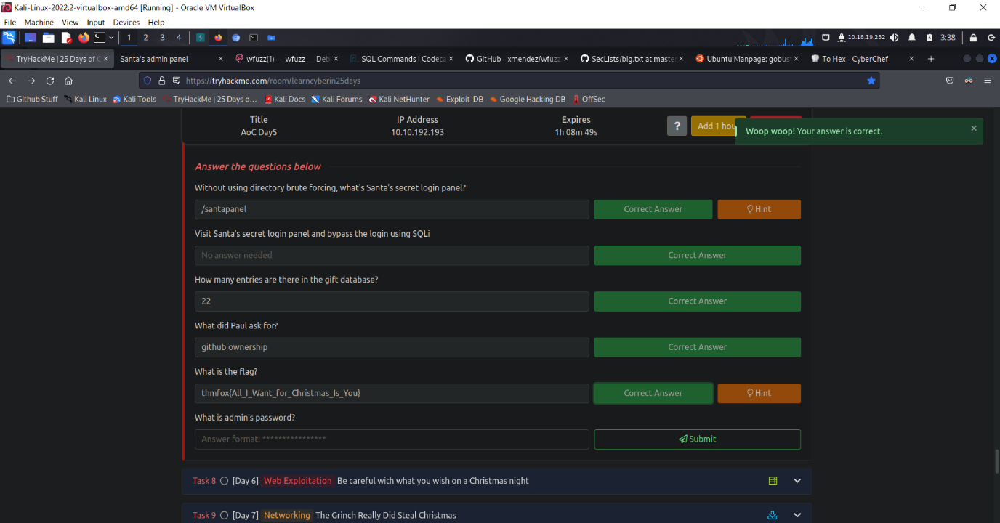 Kali-Linux-2022.2-virtualbox-amd64 [Running] - Oracle VM VirtualBox
File Machine View Input Devices Help
1 2 3 4 10.18.19.232 3:38
TryHackMe | 25 Days of C Santa's admin panel wfuzz(1) — wfuzz — Debi SQL Commands | Codeca GitHub - xmendez/wfuzz SecLists/big.txt at master Ubuntu Manpage: gobust To Hex - CyberChef
https://tryhackme.com/room/learncyberin25days
Github Stuff Kali Linux Kali Tools TryHackMe | 25 Days o... Kali Docs Kali Forums Kali NetHunter Exploit-DB Google Hacking DB OffSec
Title IP Address Expires
AoC Day5 10.10.192.193 1h 08m 49s ? Add 1 hou
Woop woop! Your answer is correct.
Answer the questions below
Without using directory brute forcing, what's Santa's secret login panel?
/santapanel Correct Answer Hint
Visit Santa's secret login panel and bypass the login using SQLi
No answer needed Correct Answer
How many entries are there in the gift database?
22 Correct Answer
What did Paul ask for?
github ownership Correct Answer
What is the flag?
thmfox{All_I_Want_for_Christmas_Is_You} Correct Answer Hint
What is admin's password?
Answer format: **************** Submit
Task 8 [Day 6] Web Exploitation Be careful with what you wish on a Christmas night
Task 9 [Day 7] Networking The Grinch Really Did Steal Christmas